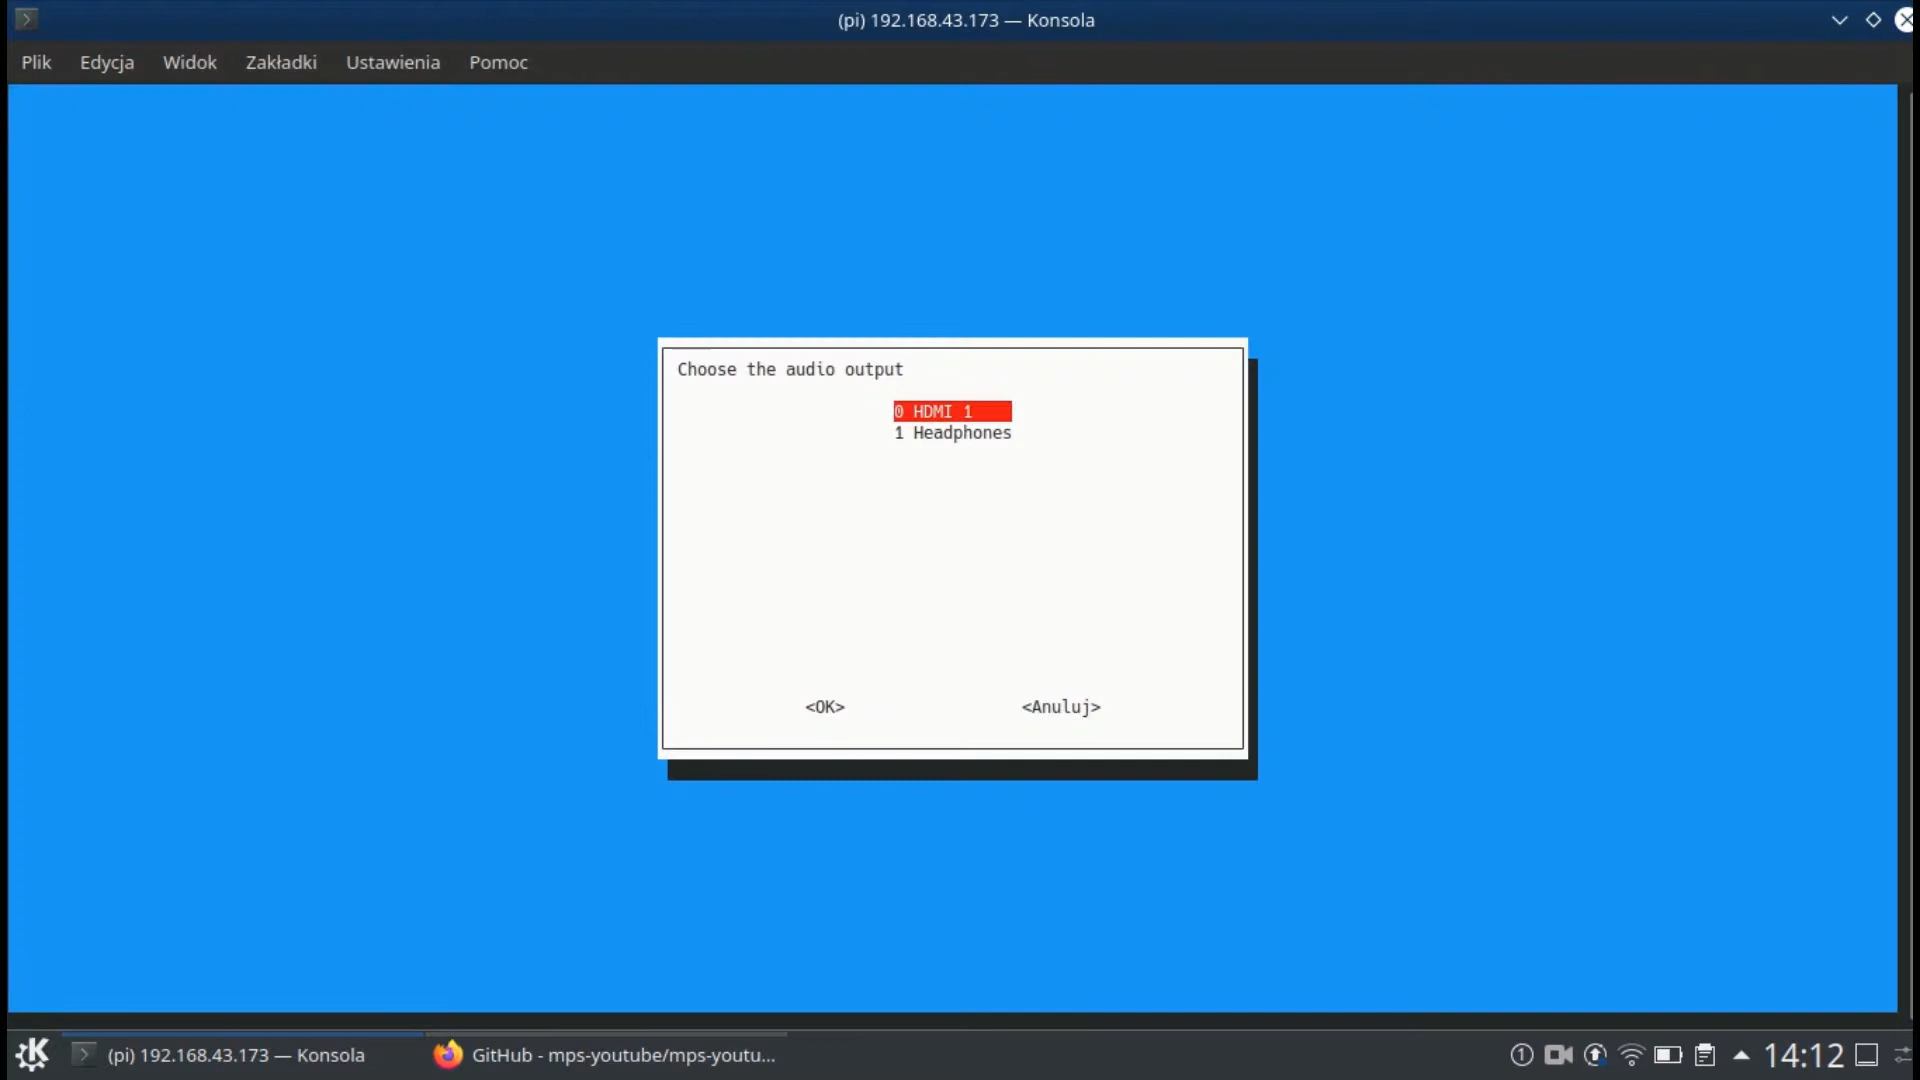 (pi) 192.168.43.173 — Konsola
Plik Edycja Widok Zakładki Ustawienia Pomoc
Choose the audio output
0 HDMI 1
1 Headphones
<OK> <Anuluj>
(pi) 192.168.43.173 — Konsola GitHub - mps-youtube/mps-youtu... 1 14:12